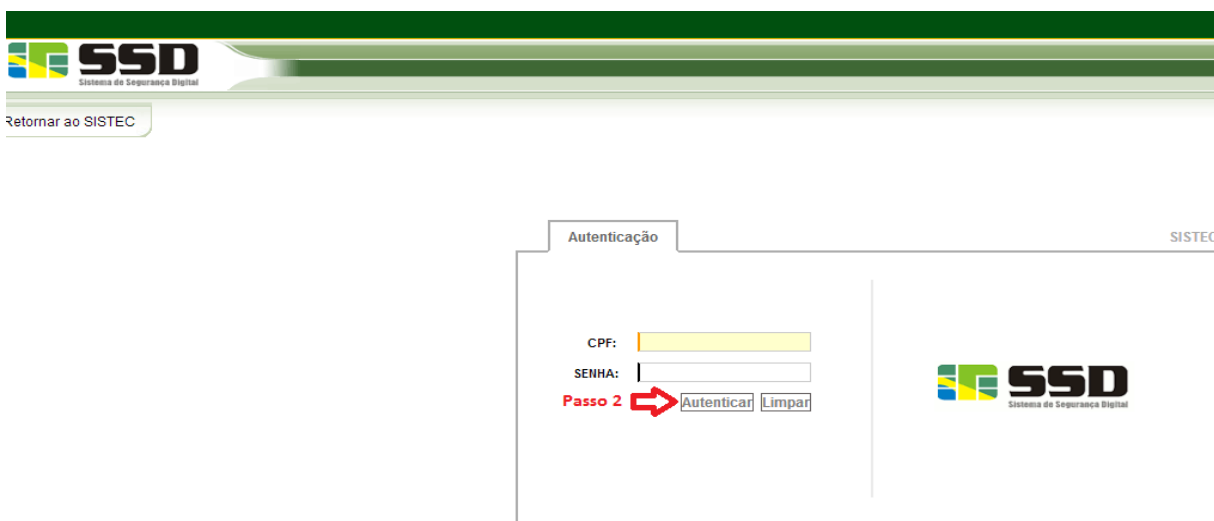 SSD
Sistema de Segurança Digital
Retornar ao SISTEC
Autenticação
SISTEC
CPF:
SENHA:
Passo 2
Autenticar Limpar
SSD
Sistema de Segurança Digital